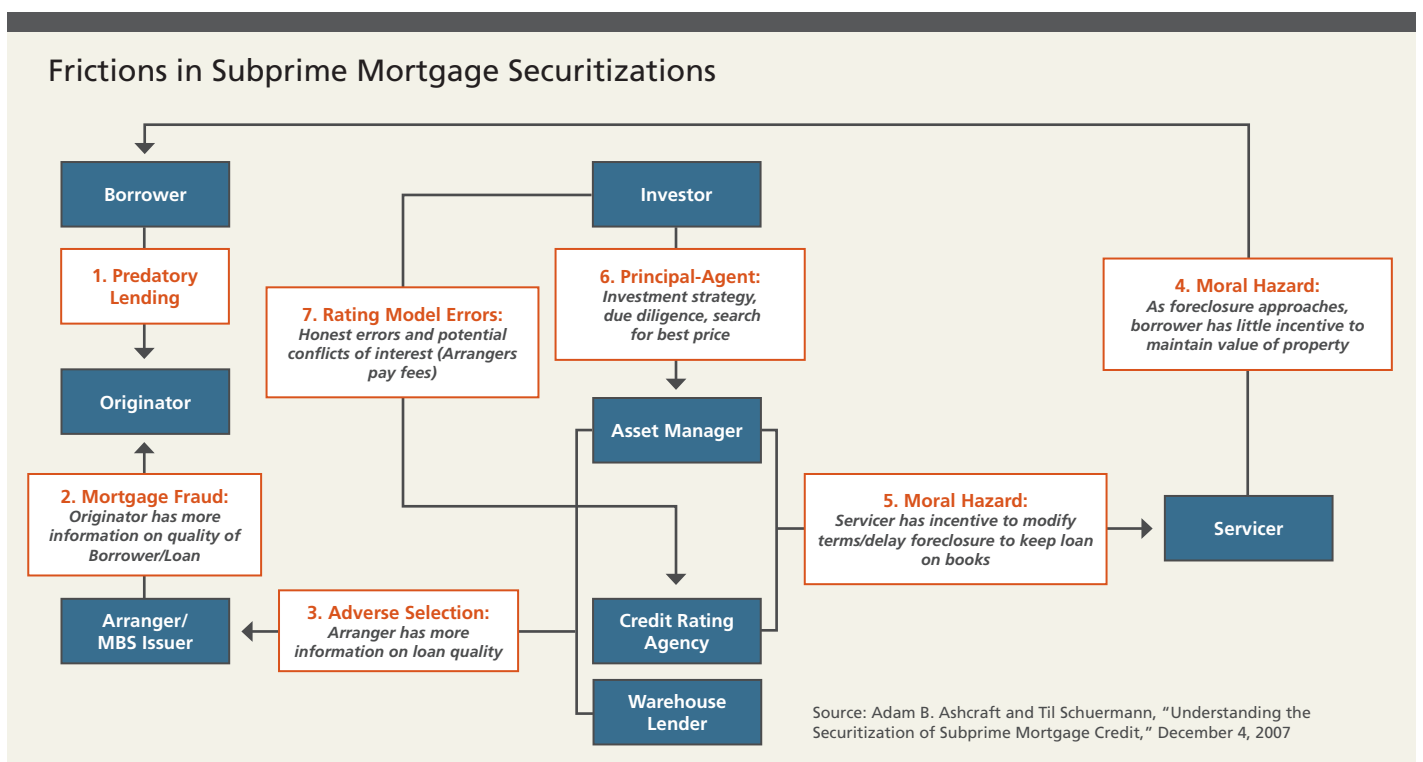 Frictions in Subprime Mortgage Securitizations
Borrower
Investor
1. Predatory
Lending
6. Principal-Agent:
Investment strategy,
due diligence, search
for best price
4. Moral Hazard:
As foreclosure approaches,
borrower has little incentive to
maintain value of property
7. Rating Model Errors:
Honest errors and potential
conflicts of interest (Arrangers
pay fees)
Originator
Asset Manager
2. Mortgage Fraud:
Originator has more
information on quality of
Borrower/Loan
5. Moral Hazard:
Servicer has incentive to modify
terms/delay foreclosure to keep loan
on books
Servicer
Arranger/
MBS Issuer
3. Adverse Selection:
Arranger has more
information on loan quality
Credit Rating
Agency
Warehouse
Lender
Source: Adam B. Ashcraft and Til Schuermann, “Understanding the
Securitization of Subprime Mortgage Credit,” December 4, 2007